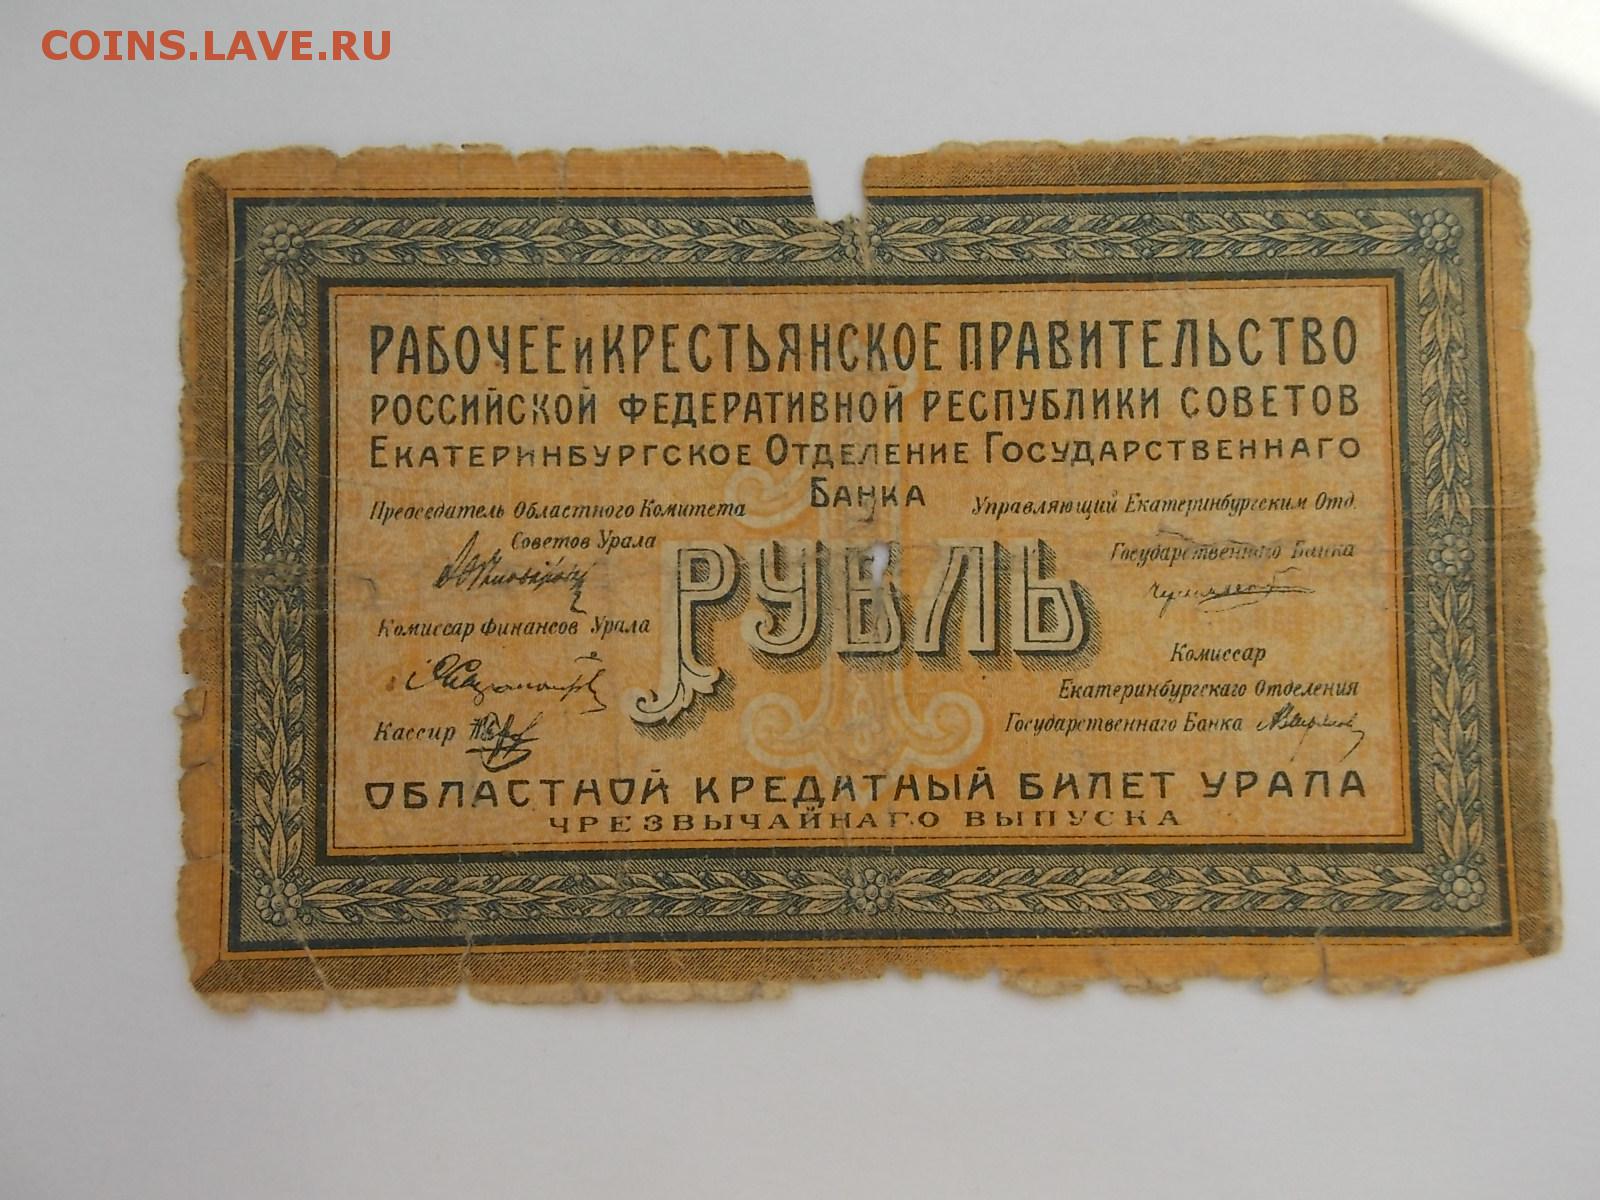 COINS.LAVE.RU
РАБОЧЕЕ и КРЕСТЬЯНСКОЕ ПРАВИТЕЛЬСТВО
РОССИЙСКОЙ ФЕДЕРАТИВНОЙ РЕСПУБЛИКИ СОВЕТОВ
ЕКАТЕРИНБУРГСКОЕ ОТДЕЛЕНИЕ ГОСУДАРСТВЕННАГО
БАНКА
Председатель Областного Комитета
Советов Урала
Комиссар Финансов Урала
Кассир
1
РУБЛЬ
Управляющий Екатеринбургским Отд.
Государственного Банка
Комиссар
Екатеринбургскаго Отделения
Государственнаго Банка
ОБЛАСТНОЙ КРЕДИТНЫЙ БИЛЕТ УРАЛА
ЧРЕЗВЫЧАЙНАГО ВЫПУСКА